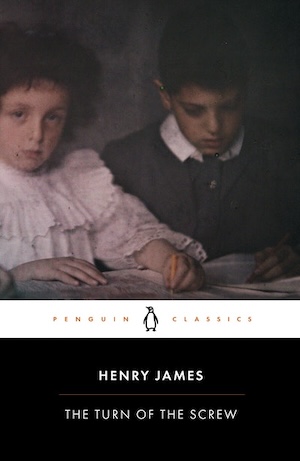 PENGUIN CLASSICS
HENRY JAMES
THE TURN OF THE SCREW